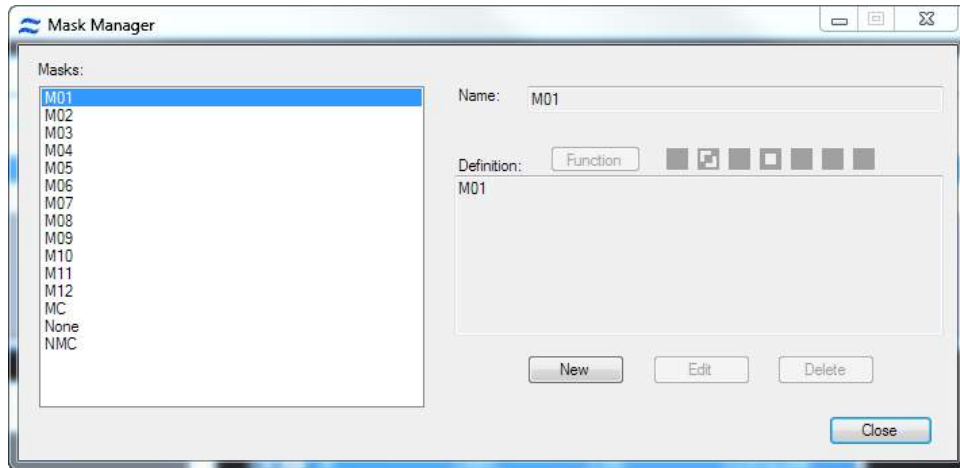 Mask Manager
Masks:
M01
M02
M03
M04
M05
M06
M07
M08
M09
M10
M11
M12
MC
None
NMC
Name: M01
Definition: Function
M01
New Edit Delete
Close